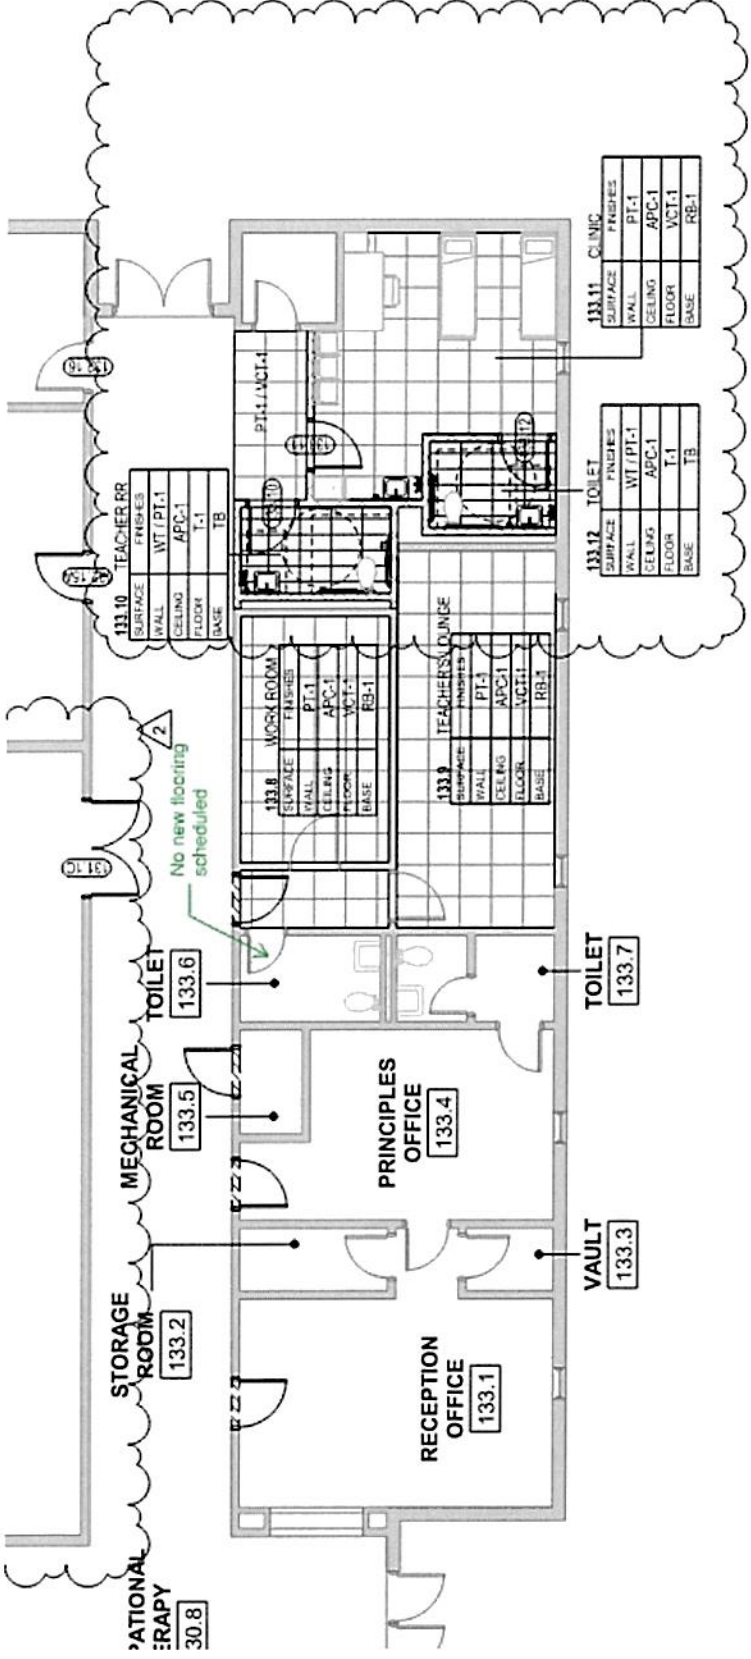 133.10 TEACHER RR
SURFACE FINISHES
WALL WT / PT-1
CEILING APC-1
FLOOR T-1
BASE TB
133.11 CLINIC
SURFACE FINISHES
WALL PT-1
CEILING APC-1
FLOOR VCT-1
BASE RB-1
133.12 TOILET
SURFACE FINISHES
WALL WT / PT-1
CEILING APC-1
FLOOR T-1
BASE TB
PT-1 / VCT-1
133.8 WORK ROOM
SURFACE FINISHES
WALL PT-1
CEILING APC-1
FLOOR VCT-1
BASE RB-1
133.9 TEACHER'S LOUNGE
SURFACE FINISHES
WALL PT-1
CEILING APC-1
FLOOR VCT-1
BASE RB-1
2
131.1C
No new flooring
scheduled
TOILET
133.6
TOILET
133.7
MECHANICAL
ROOM
133.5
PRINCIPLES
OFFICE
133.4
STORAGE
ROOM
133.2
VAULT
133.3
RECEPTION
OFFICE
133.1
PATIONAL
ERAPY
30.8